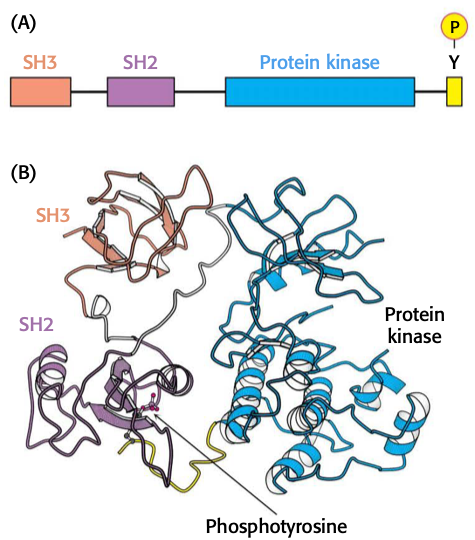 (A)
P
SH3 SH2 Protein kinase Y
(B)
SH3
Protein
kinase
SH2
Phosphotyrosine